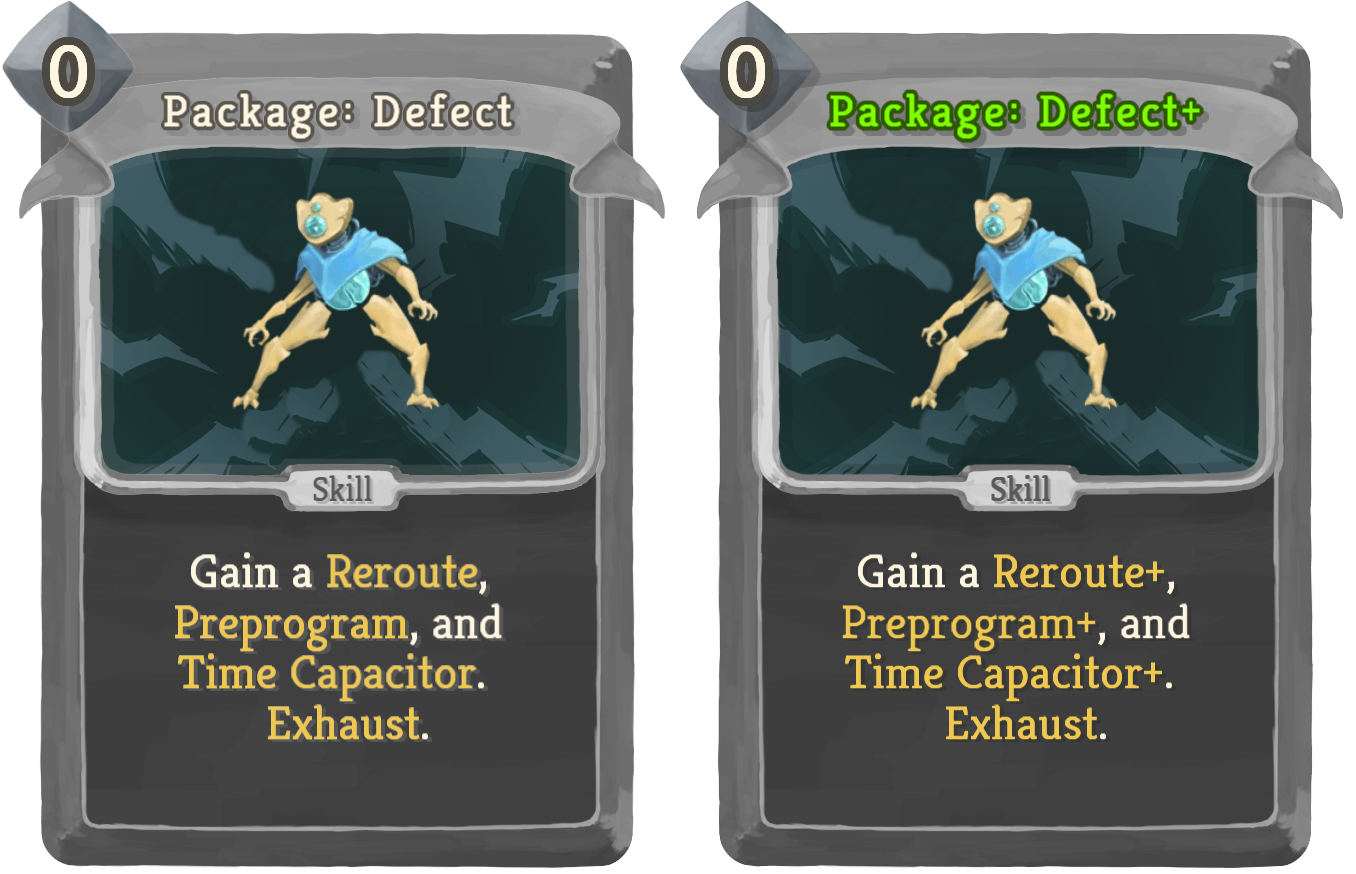 0
Package: Defect
Skill
Gain a Reroute,
Preprogram, and
Time Capacitor.
Exhaust.
0
Package: Defect+
Skill
Gain a Reroute+,
Preprogram+, and
Time Capacitor+.
Exhaust.